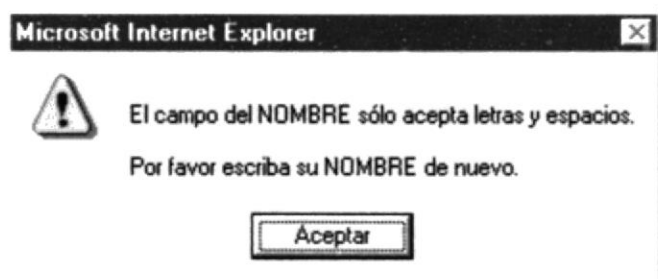 Microsoft Internet Explorer
El campo del NOMBRE sólo acepta letras y espacios.
Por favor escriba su NOMBRE de nuevo.
Aceptar